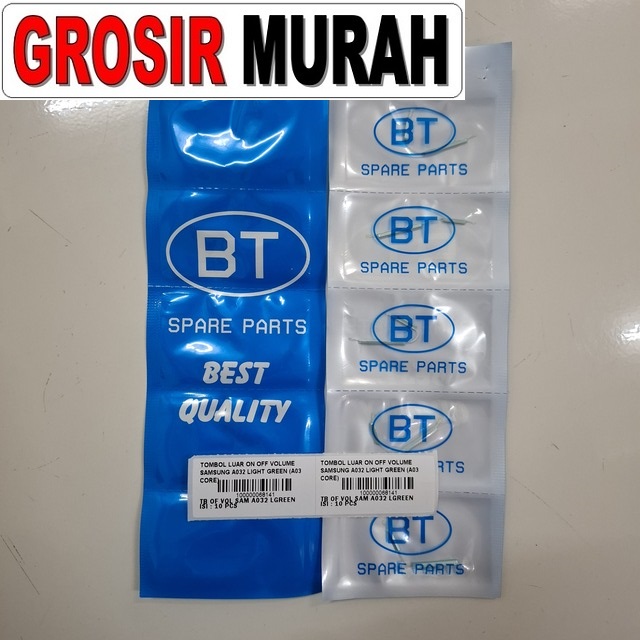 GROSIR MURAH
BT
SPARE PARTS
BEST
QUALITY
BT
SPARE PARTS
BT
SPARE PARTS
BT
SPARE PARTS
BT
BT
SPARE PARTS
TOMBOL LUAR ON OFF VOLUME
SAMSUNG A032 LIGHT GREEN (A03
CORE)
100000068141
TB OF VOL SAM A032 LGREEN
ISI : 10 PCS
TOMBOL LUAR ON OFF VOLUME
SAMSUNG A032 LIGHT GREEN (A03
CORE)
100000068141
TB OF VOL SAM A032 LGREEN
ISI : 10 PCS